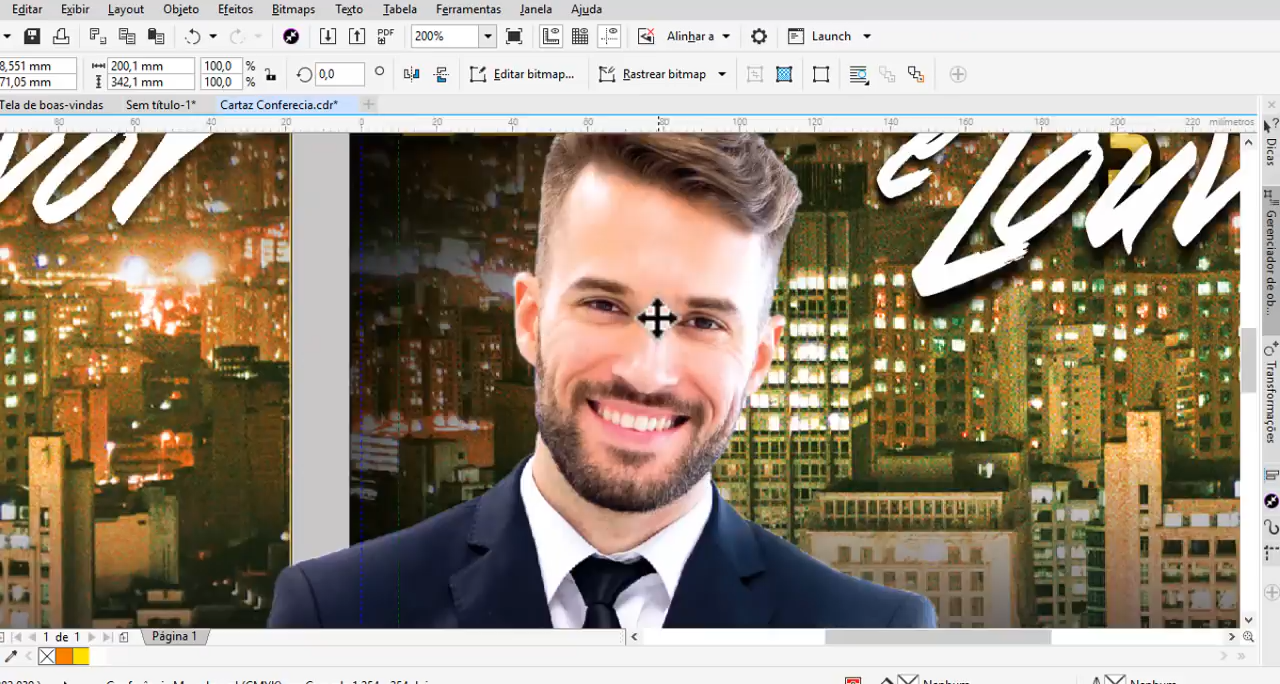 Editar Exibir Layout Objeto Efeitos Bitmaps Texto Tabela Ferramentas Janela Ajuda
PDF 200% Alinhar a Launch
8,551 mm 200,1 mm 100,0 % 0,0 Editar bitmap... Rastrear bitmap
71,05 mm 342,1 mm 100,0 %
Tela de boas-vindas Sem título-1* Cartaz Conferecia.cdr*
80 60 40 20 0 20 40 60 80 100 120 140 160 180 200 220 milímetros
Dicas
Gerenciador de ob...
Transformações
vor
e Louv
1 de 1 Página 1
Nenhum Nenhum